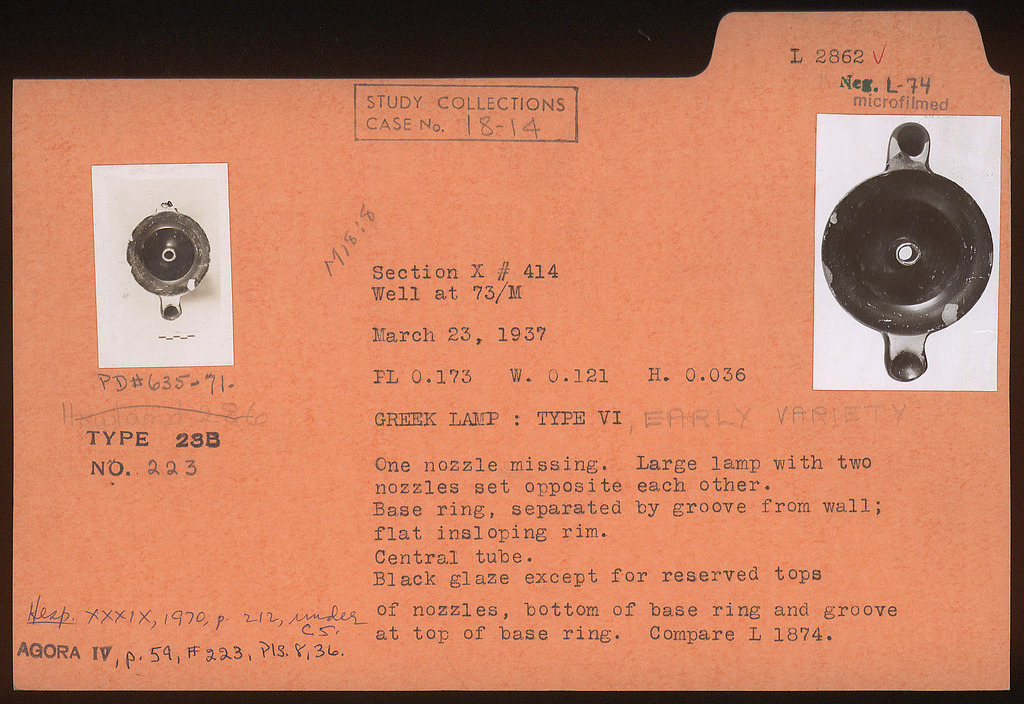 L 2862 ✓
Neg. L-74
microfilmed
STUDY COLLECTIONS
CASE No. 18-14
M18:8
Section X # 414
Well at 73/M
March 23, 1937
PL 0.173 W. 0.121 H. 0.036
GREEK LAMP : TYPE VI, EARLY VARIETY
One nozzle missing. Large lamp with two
nozzles set opposite each other.
Base ring, separated by groove from wall;
flat insloping rim.
Central tube.
Black glaze except for reserved tops
of nozzles, bottom of base ring and groove
at top of base ring. Compare L 1874.
PD#635-71.
TYPE 23B
NO. 223
Hesp. XXXIX, 1970, p. 212, under
C5.
AGORA IV, p. 59, #223, Pls. 8, 36.